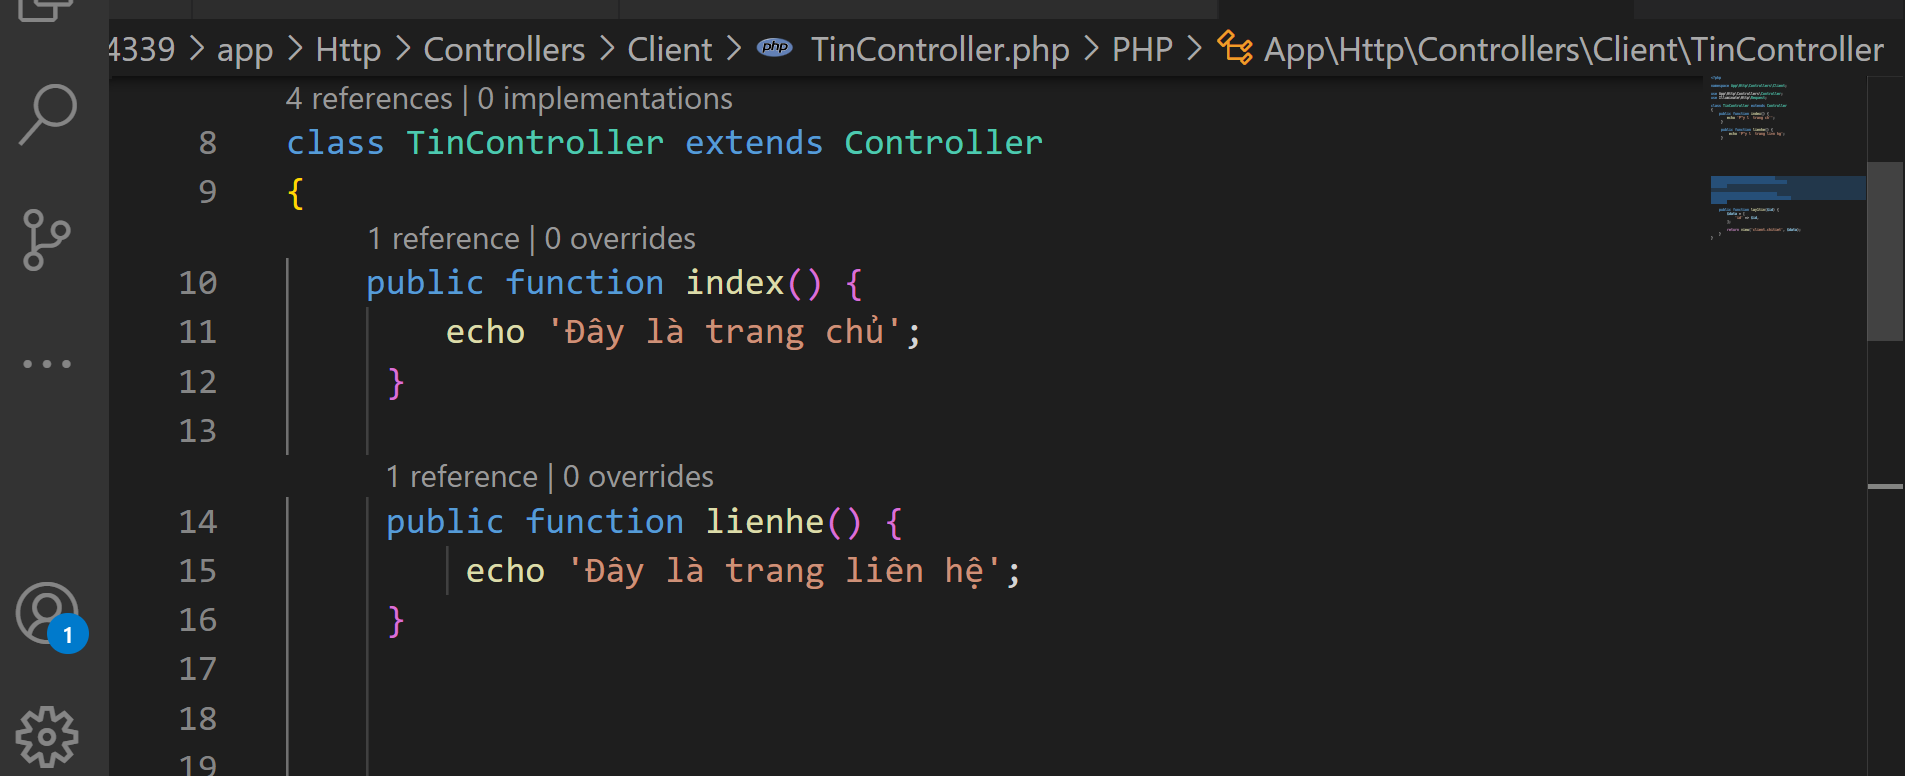 4339 > app > Http > Controllers > Client > php TinController.php > PHP > App\Http\Controllers\Client\TinController
4 references | 0 implementations
8 class TinController extends Controller
9 {
1 reference | 0 overrides
10 public function index() {
11 echo 'Đây là trang chủ';
12 }
13
1 reference | 0 overrides
14 public function lienhe() {
15 echo 'Đây là trang liên hệ';
16 }
17
18
19
1